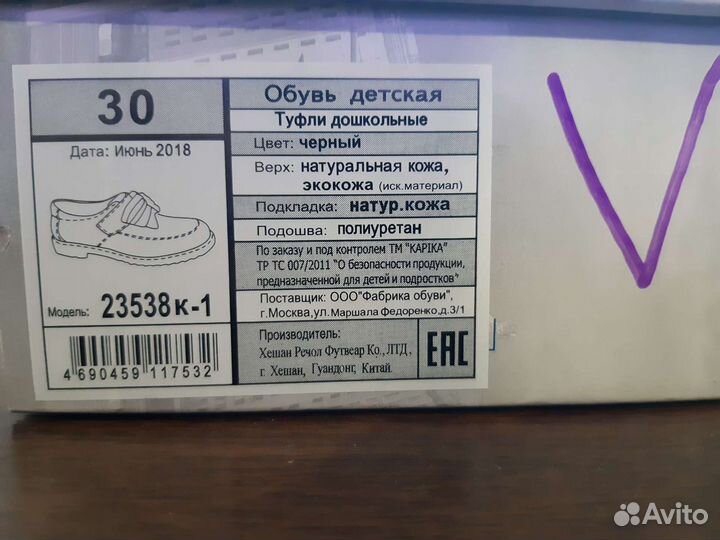 30
Дата: Июнь 2018
Модель: 23538к-1
4 690459 117532
Обувь детская
Туфли дошкольные
Цвет: черный
Верх: натуральная кожа,
экокожа (иск.материал)
Подкладка: натур.кожа
Подошва: полиуретан
По заказу и под контролем ТМ "KAPIKA"
ТР ТС 007/2011 "О безопасности продукции,
предназначенной для детей и подростков"
Поставщик: ООО"Фабрика обуви",
г.Москва,ул.Маршала Федоренко,д.3/1
Производитель:
Хешан Речол Футвеар Ко.,ЛТД,
г. Хешан, Гуандонг, Китай.
EAC
V
Avito